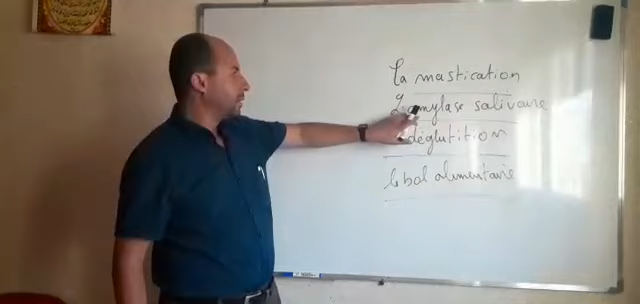 La mastication
L'amylase salivaire
déglutition
le bol alimentaire